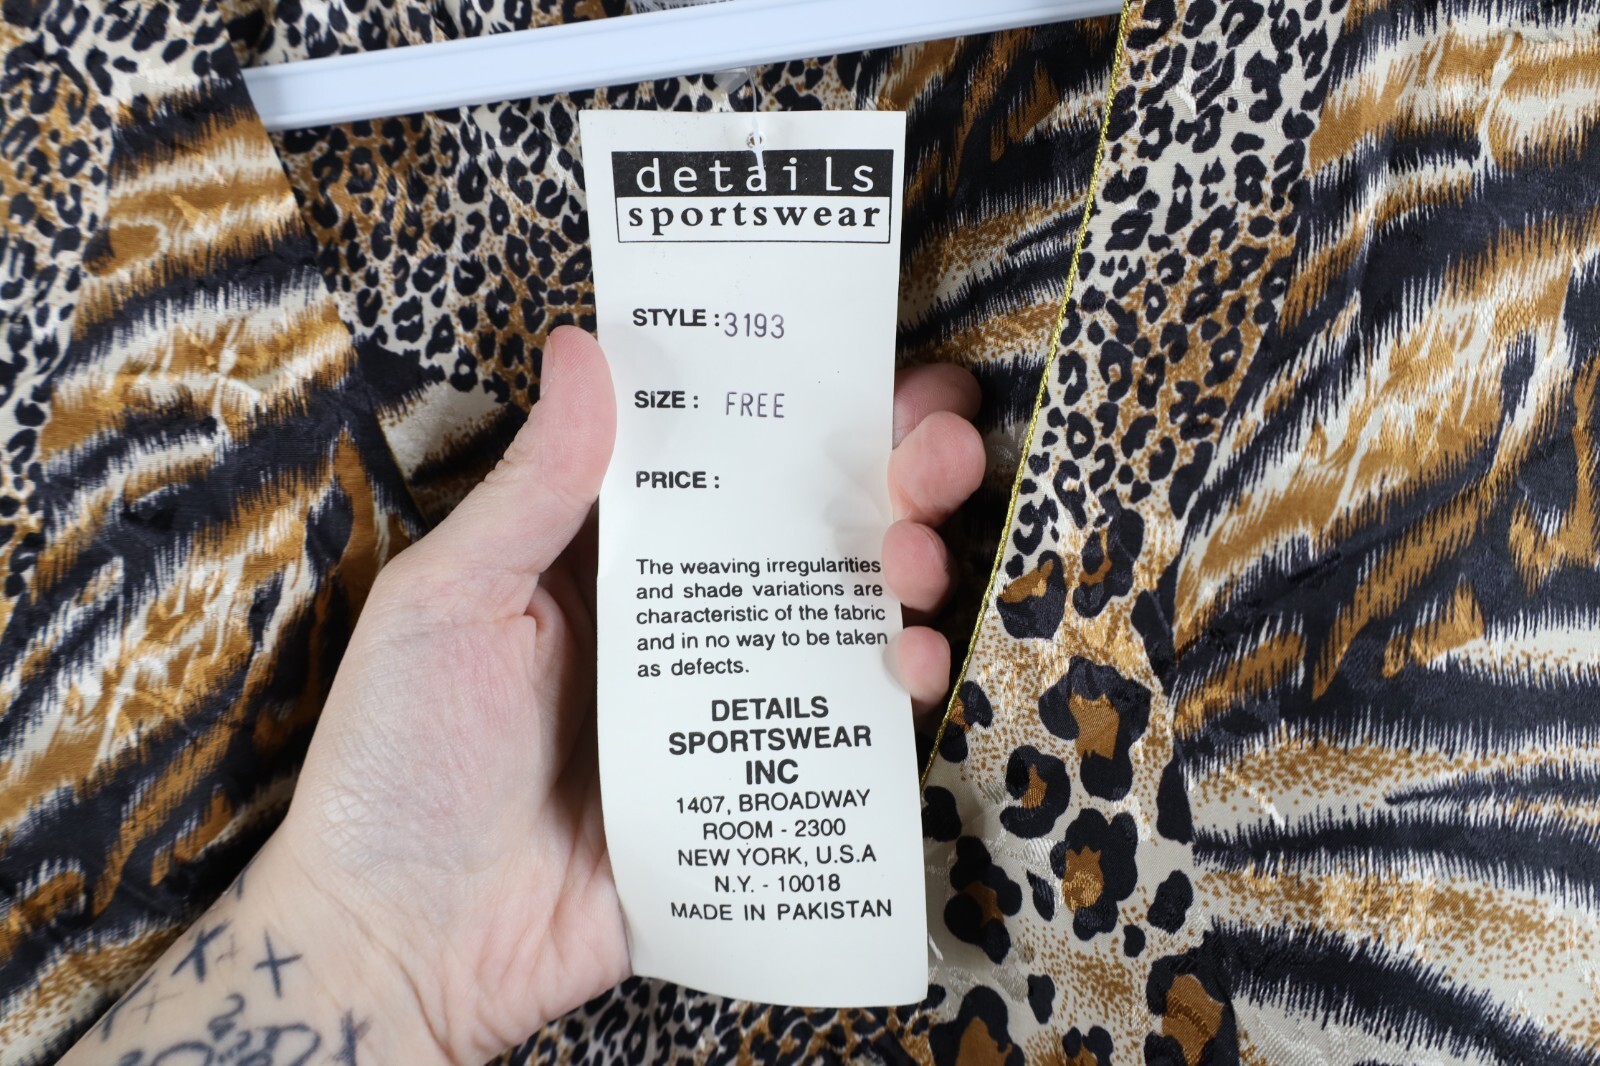 details
sportswear
STYLE : 3193
SIZE : FREE
PRICE :
The weaving irregularities
and shade variations are
characteristic of the fabric
and in no way to be taken
as defects.
DETAILS
SPORTSWEAR
INC
1407, BROADWAY
ROOM - 2300
NEW YORK, U.S.A
N.Y. - 10018
MADE IN PAKISTAN